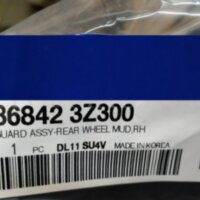 86842 3Z300
GUARD ASSY-REAR WHEEL MUD,RH
1 PC DL11 SU4V MADE IN KOREA